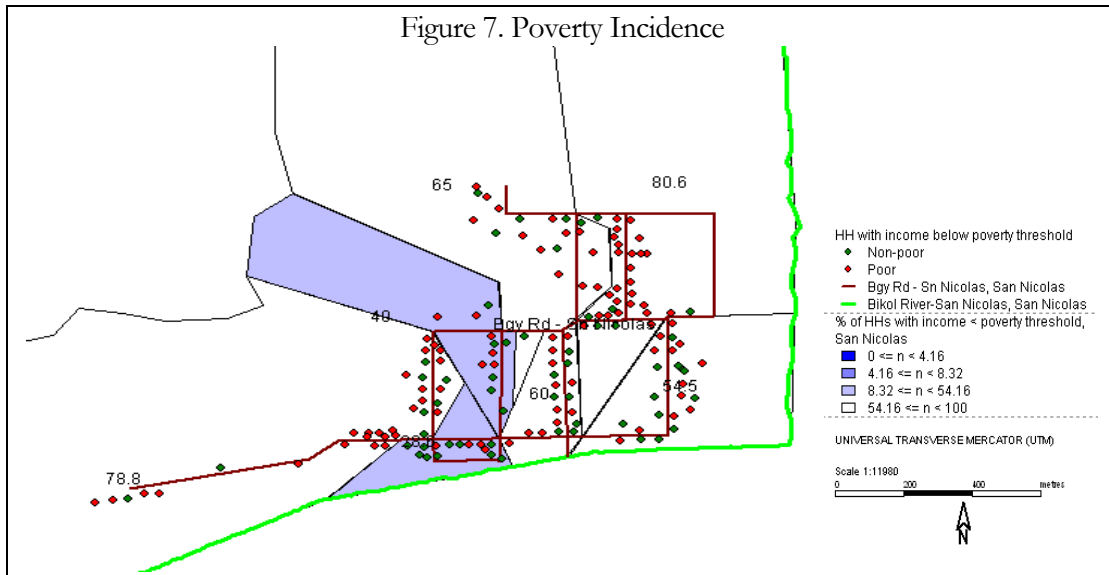 Figure 7. Poverty Incidence
65
80.6
Bgy Rd - Sn Nicolas
60
54.5
78.8
HH with income below poverty threshold
Non-poor
Poor
Bgy Rd - Sn Nicolas, San Nicolas
Bikol River-San Nicolas, San Nicolas
% of HHs with income < poverty threshold,
San Nicolas
0 <= n < 4.16
4.16 <= n < 8.32
8.32 <= n < 54.16
54.16 <= n < 100
UNIVERSAL TRANSVERSE MERCATOR (UTM)
Scale 1:11980
0 200 400 metres
N